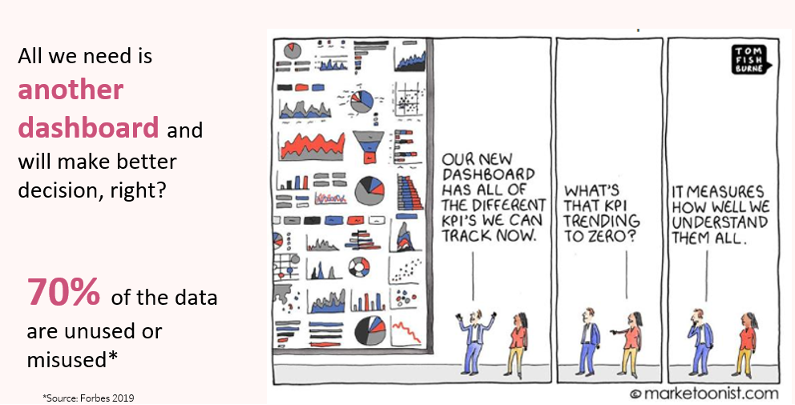 All we need is
another
dashboard and
will make better
decision, right?
70% of the data
are unused or
misused*
*Source: Forbes 2019
OUR NEW
DASHBOARD
HAS ALL OF
THE DIFFERENT
KPI'S WE CAN
TRACK NOW.
WHAT'S
THAT KPI
TRENDING
TO ZERO?
IT MEASURES
HOW WELL WE
UNDERSTAND
THEM ALL.
TOM
FISH
BURNE
© marketoonist.com